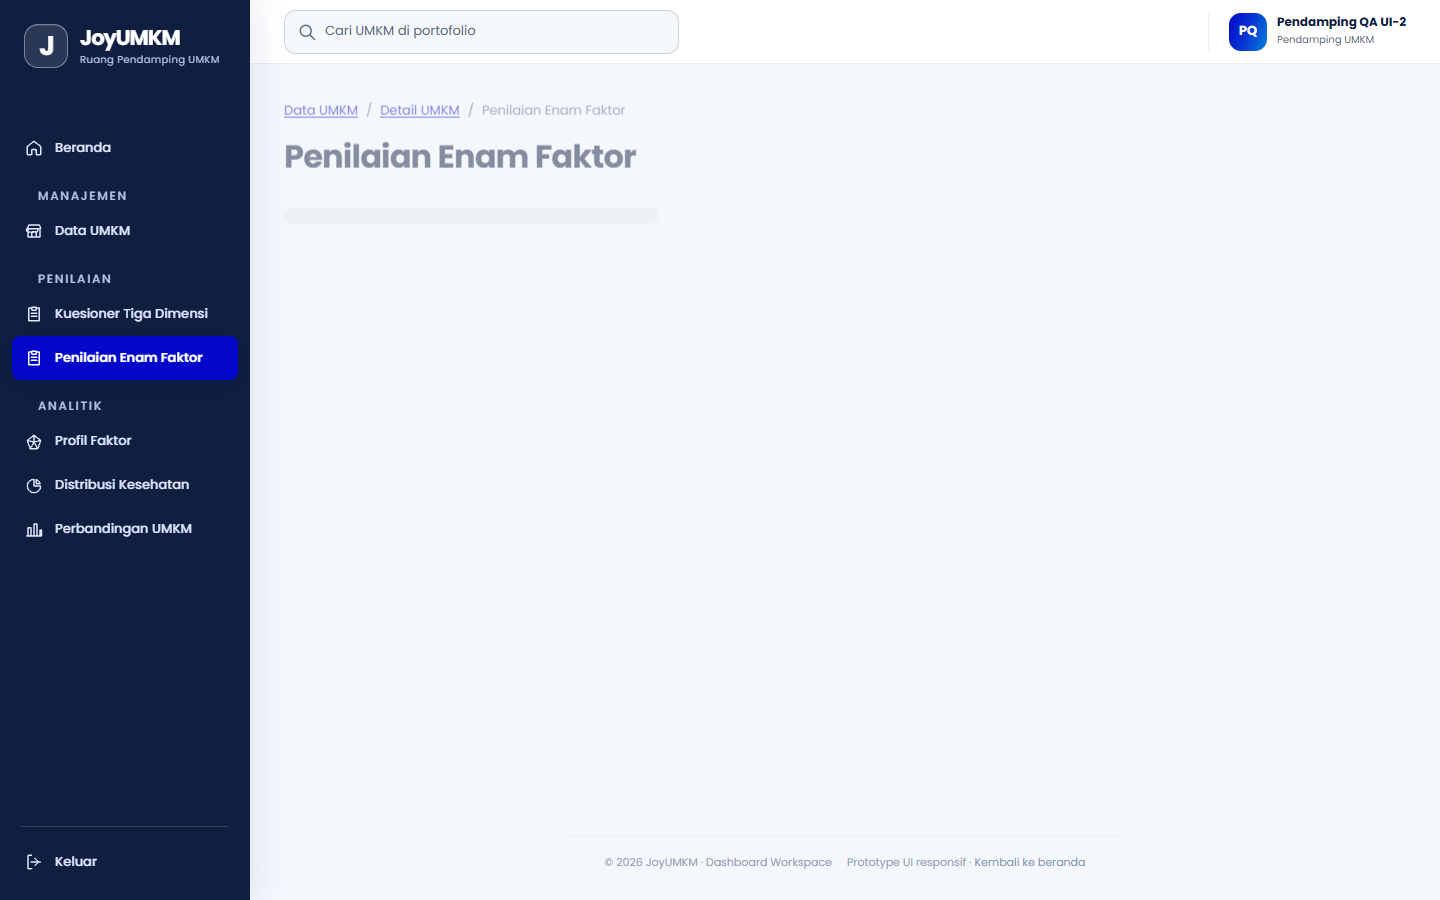 J
JoyUMKM
Ruang Pendamping UMKM
Beranda
MANAJEMEN
Data UMKM
PENILAIAN
Kuesioner Tiga Dimensi
Penilaian Enam Faktor
ANALITIK
Profil Faktor
Distribusi Kesehatan
Perbandingan UMKM
Keluar
Cari UMKM di portofolio
PQ
Pendamping QA UI-2
Pendamping UMKM
Data UMKM / Detail UMKM / Penilaian Enam Faktor
Penilaian Enam Faktor
© 2026 JoyUMKM · Dashboard Workspace Prototype UI responsif · Kembali ke beranda